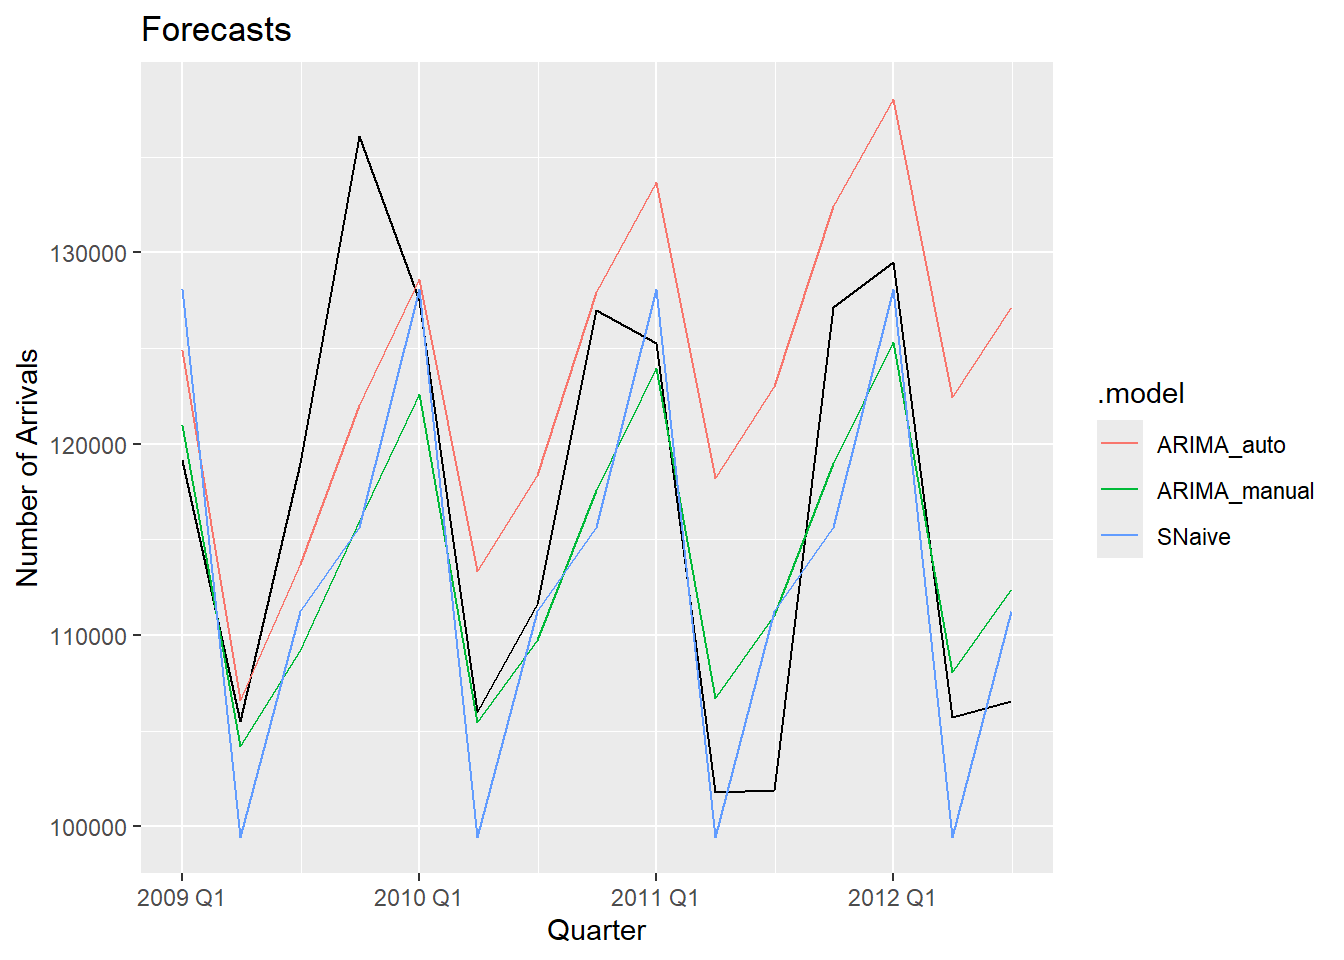 Forecasts
Number of Arrivals
130000
120000
110000
100000
2009 Q1
2010 Q1
2011 Q1
2012 Q1
Quarter
.model
ARIMA_auto
ARIMA_manual
SNaive